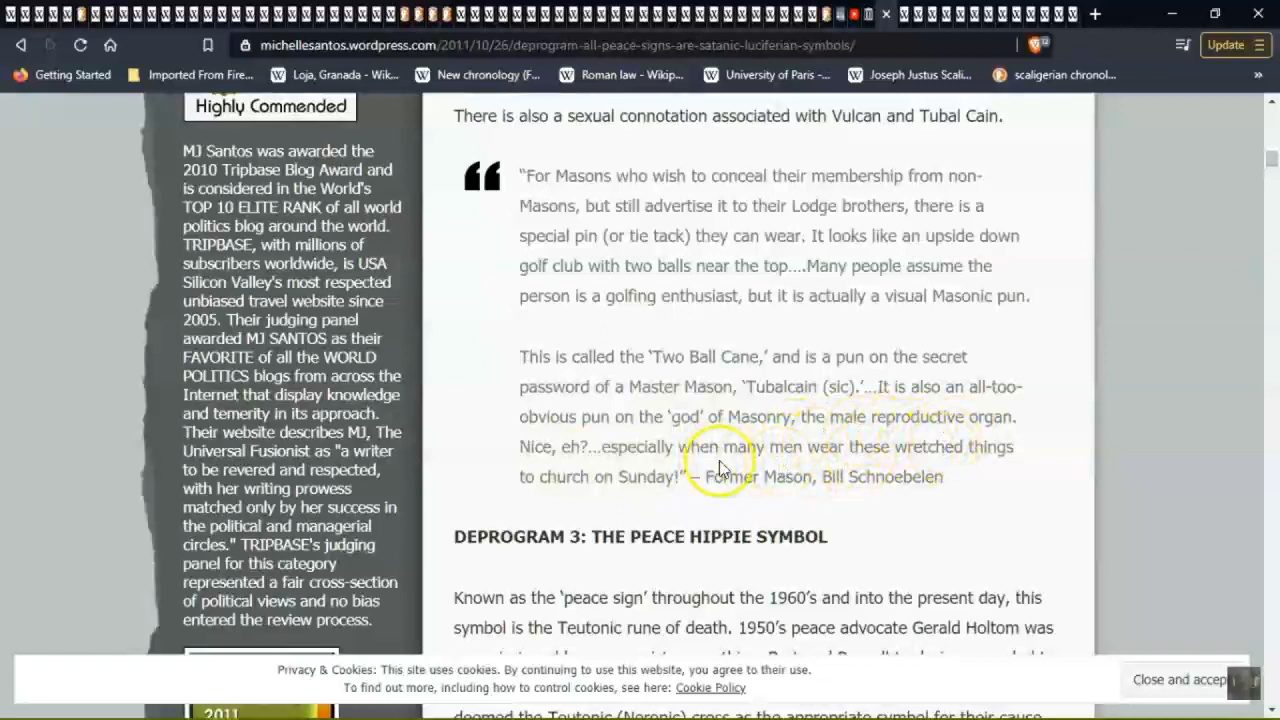 michellesantos.wordpress.com/2011/10/26/deprogram-all-peace-signs-are-satanic-luciferian-symbols/
Update
Getting Started
Imported From Fire...
Loja, Granada - Wik...
New chronology (F...
Roman law - Wikip...
University of Paris -...
Joseph Justus Scali...
scaligerian chronol...
Highly Commended
MJ Santos was awarded the
2010 Tripbase Blog Award and
is considered in the World's
TOP 10 ELITE RANK of all world
politics blog around the world.
TRIPBASE, with millions of
subscribers worldwide, is USA
Silicon Valley's most respected
unbiased travel website since
2005. Their judging panel
awarded MJ SANTOS as their
FAVORITE of all the WORLD
POLITICS blogs from across the
Internet that display knowledge
and temerity in its approach.
Their website describes MJ, The
Universal Fusionist as "a writer
to be revered and respected,
with her writing prowess
matched only by her success in
the political and managerial
circles." TRIPBASE's judging
panel for this category
represented a fair cross-section
of political views and no bias
entered the review process.
2011
There is also a sexual connotation associated with Vulcan and Tubal Cain.
“For Masons who wish to conceal their membership from non-
Masons, but still advertise it to their Lodge brothers, there is a
special pin (or tie tack) they can wear. It looks like an upside down
golf club with two balls near the top….Many people assume the
person is a golfing enthusiast, but it is actually a visual Masonic pun.
This is called the ‘Two Ball Cane,’ and is a pun on the secret
password of a Master Mason, ‘Tubalcain (sic).’…It is also an all-too-
obvious pun on the ‘god’ of Masonry, the male reproductive organ.
Nice, eh?…especially when many men wear these wretched things
to church on Sunday!” – Former Mason, Bill Schnoebelen
DEPROGRAM 3: THE PEACE HIPPIE SYMBOL
Known as the ‘peace sign’ throughout the 1960’s and into the present day, this
symbol is the Teutonic rune of death. 1950’s peace advocate Gerald Holtom was
Privacy & Cookies: This site uses cookies. By continuing to use this website, you agree to their use.
To find out more, including how to control cookies, see here: Cookie Policy
Close and accept
doomed the Teutonic (Neronic) cross as the appropriate symbol for their cause